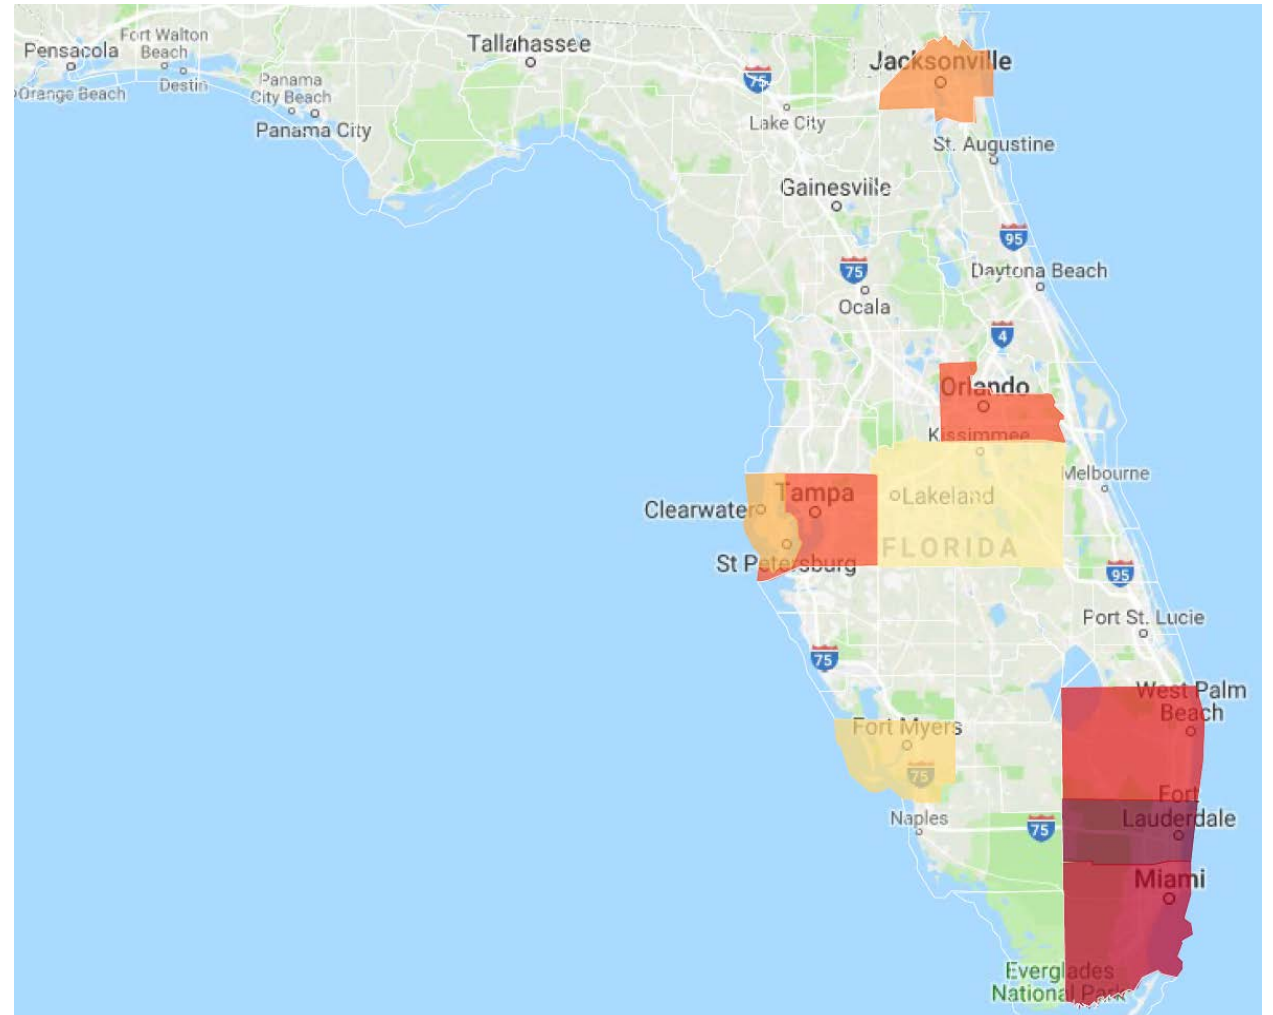 Pensacola
Fort Walton
Beach
Destin
Orange Beach
Panama
City Beach
Panama City
Tallahassee
75
Lake City
Jacksonville
St. Augustine
Gainesville
95
75
Daytona Beach
Ocala
4
Orlando
Kissimmee
Melbourne
Clearwater
Tampa
Lakeland
FLORIDA
St Petersburg
95
Port St. Lucie
75
West Palm
Beach
Fort Myers
75
Fort
Lauderdale
Naples
75
Miami
Everglades
National Park